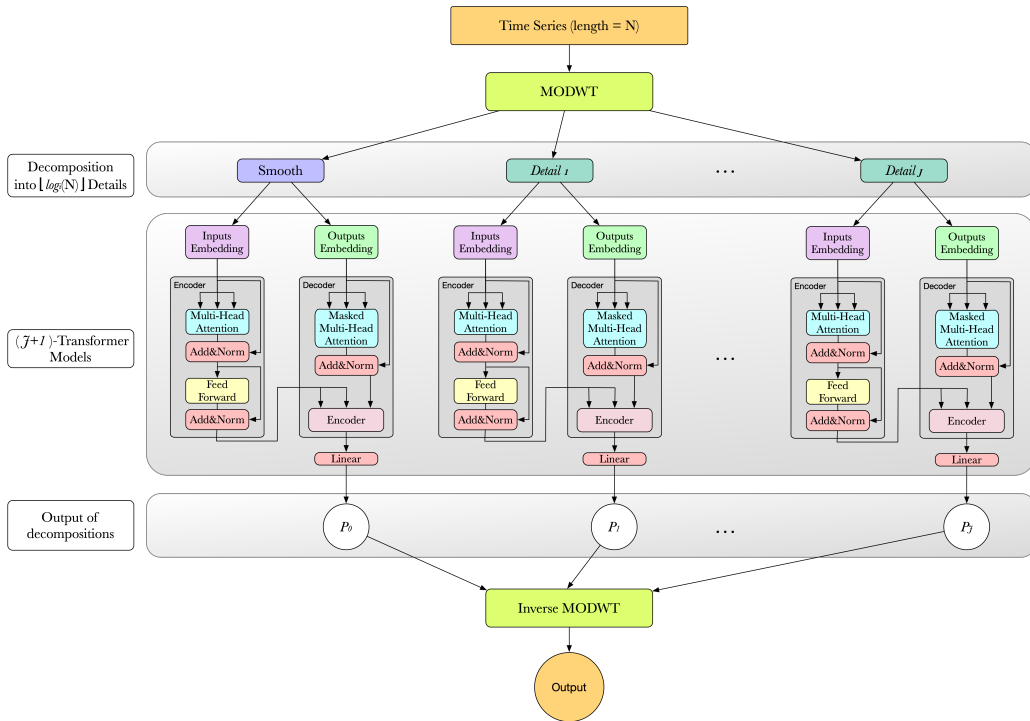 Time Series (length = N)
MODWT
Decomposition
into ⌊ log₂(N) ⌋ Details
Smooth
Detail 1
...
Detail J
Inputs
Embedding
Outputs
Embedding
Inputs
Embedding
Outputs
Embedding
Inputs
Embedding
Outputs
Embedding
(J+1)-Transformer
Models
Encoder
Multi-Head
Attention
Add&Norm
Feed
Forward
Add&Norm
Decoder
Masked
Multi-Head
Attention
Add&Norm
Encoder
Linear
Encoder
Multi-Head
Attention
Add&Norm
Feed
Forward
Add&Norm
Decoder
Masked
Multi-Head
Attention
Add&Norm
Encoder
Linear
...
Encoder
Multi-Head
Attention
Add&Norm
Feed
Forward
Add&Norm
Decoder
Masked
Multi-Head
Attention
Add&Norm
Encoder
Linear
Output of
decompositions
P₀
P₁
...
P_J
Inverse MODWT
Output